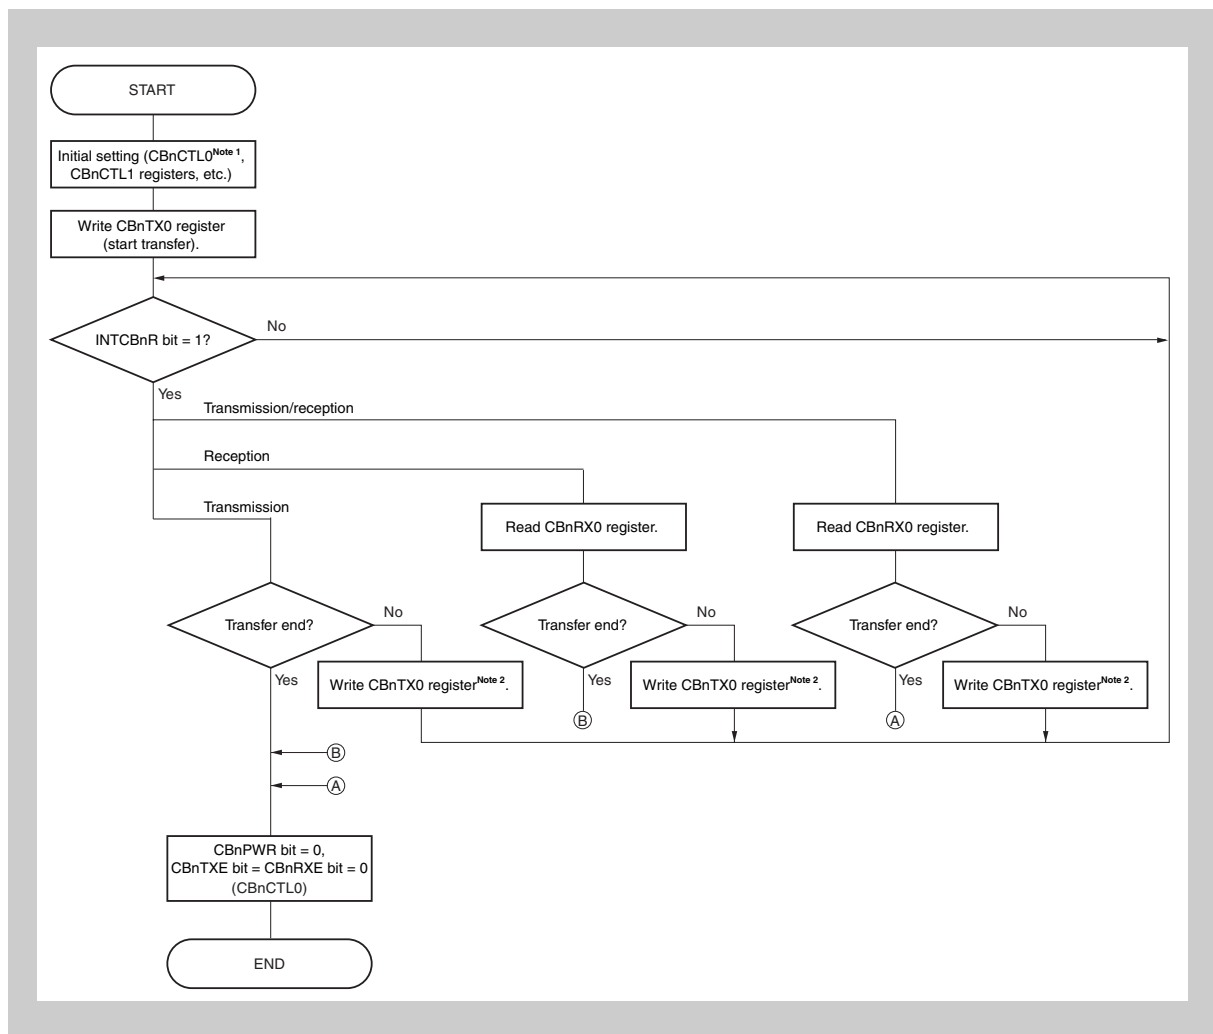 START
Initial setting (CBnCTL0Note 1,
CBnCTL1 registers, etc.)
Write CBnTX0 register
(start transfer).
INTCBnR bit = 1?
No
Yes
Transmission/reception
Reception
Transmission
Read CBnRX0 register.
Read CBnRX0 register.
Transfer end?
No
Transfer end?
No
Transfer end?
No
Yes
Write CBnTX0 registerNote 2.
Yes
Write CBnTX0 registerNote 2.
Yes
Write CBnTX0 registerNote 2.
B
A
B
A
CBnPWR bit = 0,
CBnTXE bit = CBnRXE bit = 0
(CBnCTL0)
END